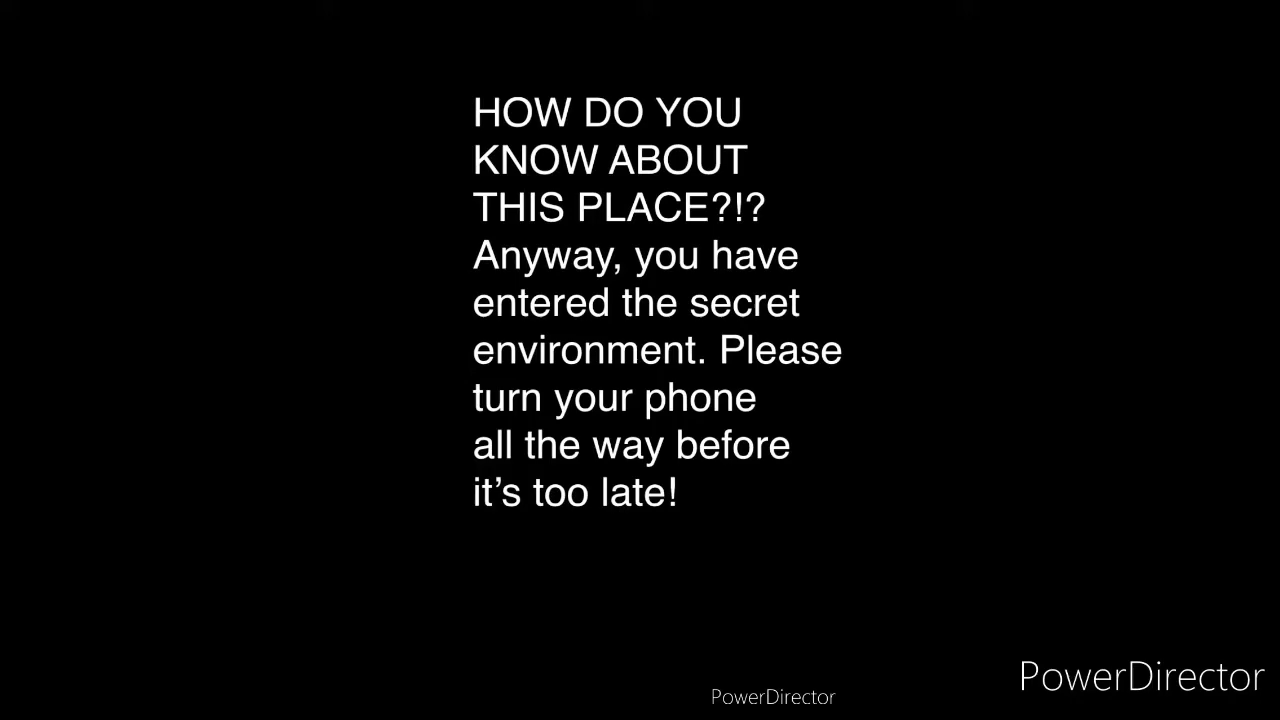 HOW DO YOU
KNOW ABOUT
THIS PLACE?!?
Anyway, you have
entered the secret
environment. Please
turn your phone
all the way before
it’s too late!
PowerDirector
PowerDirector